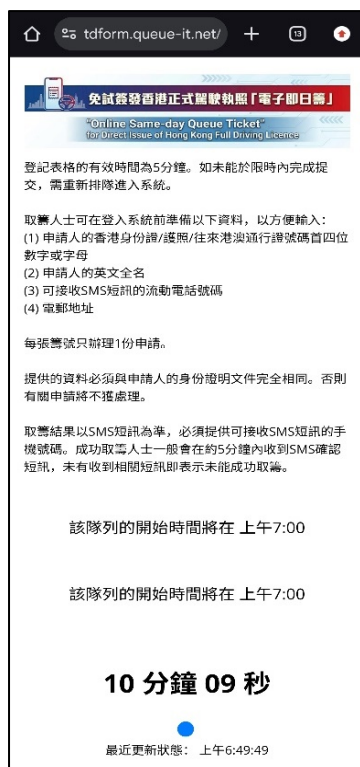 tdform.queue-it.net/
13
免試簽發香港正式駕駛執照「電子即日籌」
"Online Same-day Queue Ticket"
for Direct Issue of Hong Kong Full Driving Licence
登記表格的有效時間為5分鐘。如未能於限時內完成提
交，需重新排隊進入系統。
取籌人士可在登入系統前準備以下資料，以方便輸入：
(1) 申請人的香港身份證/護照/往來港澳通行證號碼首四位
數字或字母
(2) 申請人的英文全名
(3) 可接收SMS短訊的流動電話號碼
(4) 電郵地址
每張籌號只辦理1份申請。
提供的資料必須與申請人的身份證明文件完全相同。否則
有關申請將不獲處理。
取籌結果以SMS短訊為準，必須提供可接收SMS短訊的手
機號碼。成功取籌人士一般會在約5分鐘內收到SMS確認
短訊，未有收到相關短訊即表示未能成功取籌。
該隊列的開始時間將在 上午7:00
該隊列的開始時間將在 上午7:00
10 分鐘 09 秒
最近更新狀態： 上午6:49:49